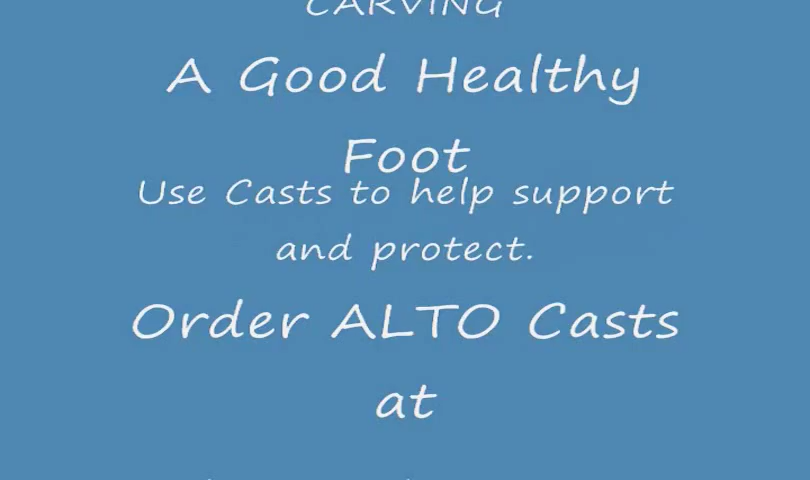 CARVING
A Good Healthy
Foot
Use Casts to help support
and protect.
Order ALTO Casts
at